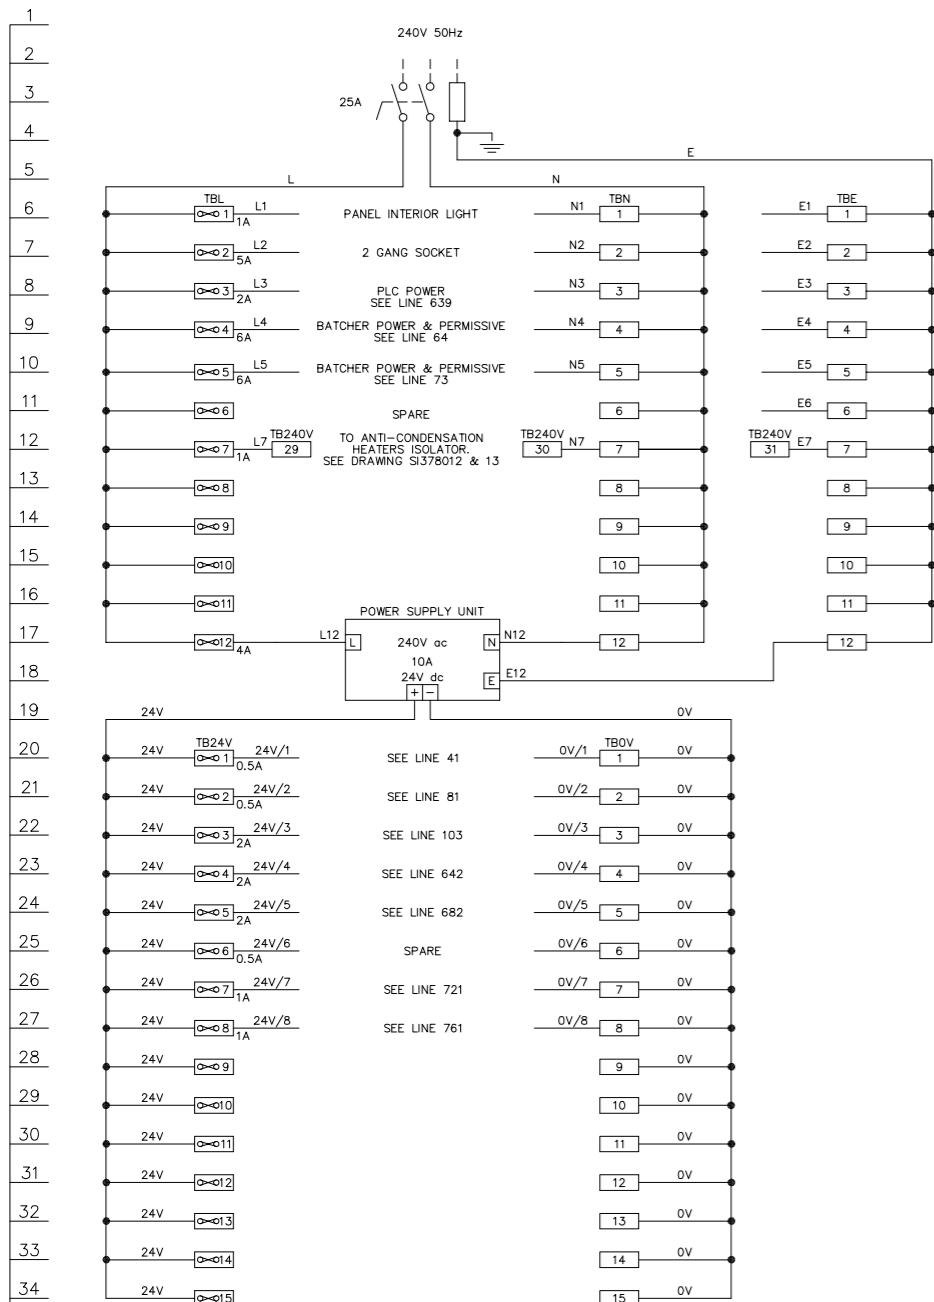 1
240V 50Hz
2
3
25A
4
E
5
L
N
TBL
TBN
TBE
6
1
L1
1A
PANEL INTERIOR LIGHT
N1
1
E1
1
7
2
L2
5A
2 GANG SOCKET
N2
2
E2
2
8
3
L3
2A
PLC POWER
SEE LINE 639
N3
3
E3
3
9
4
L4
6A
BATCHER POWER & PERMISSIVE
SEE LINE 64
N4
4
E4
4
10
5
L5
6A
BATCHER POWER & PERMISSIVE
SEE LINE 73
N5
5
E5
5
11
6
SPARE
6
E6
6
12
7
L7
1A
TB240V
29
TO ANTI-CONDENSATION
HEATERS ISOLATOR.
SEE DRAWING SI378012 & 13
TB240V
30
N7
7
TB240V
31
E7
7
13
8
8
8
14
9
9
9
15
10
10
10
16
11
11
11
POWER SUPPLY UNIT
17
12
4A
L12
L
240V ac
N
N12
12
12
10A
18
24V dc
E
E12
+
-
19
24V
0V
20
24V
TB24V
1
24V/1
0.5A
SEE LINE 41
0V/1
TB0V
1
0V
21
24V
2
24V/2
0.5A
SEE LINE 81
0V/2
2
0V
22
24V
3
24V/3
2A
SEE LINE 103
0V/3
3
0V
23
24V
4
24V/4
2A
SEE LINE 642
0V/4
4
0V
24
24V
5
24V/5
2A
SEE LINE 682
0V/5
5
0V
25
24V
6
24V/6
0.5A
SPARE
0V/6
6
0V
26
24V
7
24V/7
1A
SEE LINE 721
0V/7
7
0V
27
24V
8
24V/8
1A
SEE LINE 761
0V/8
8
0V
28
24V
9
9
0V
29
24V
10
10
0V
30
24V
11
11
0V
31
24V
12
12
0V
32
24V
13
13
0V
33
24V
14
14
0V
34
24V
15
15
0V